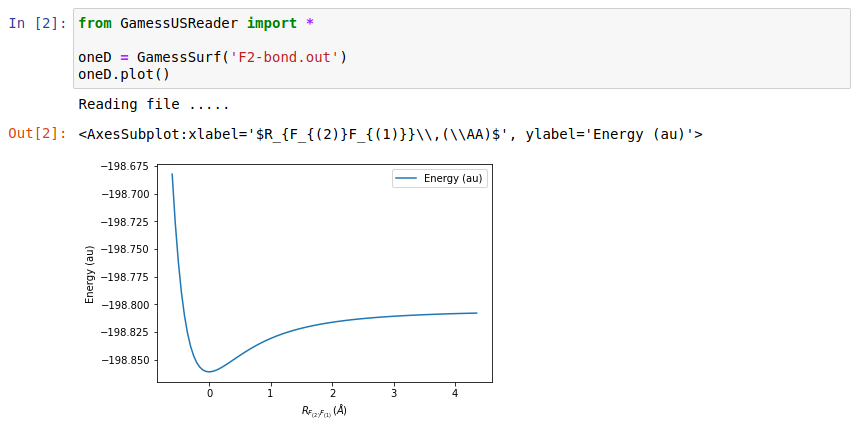 In [2]: from GamessUSReader import *
oneD = GamessSurf('F2-bond.out')
oneD.plot()
Reading file .....
Out[2]: <AxesSubplot:xlabel='$R_{F_{(2)}F_{(1)}}\\,(\\AA)$', ylabel='Energy (au)'>
−198.675
Energy (au)
−198.700
−198.725
−198.750
−198.775
−198.800
−198.825
−198.850
Energy (au)
0 1 2 3 4
R_{F_{(2)}F_{(1)}} (Å)